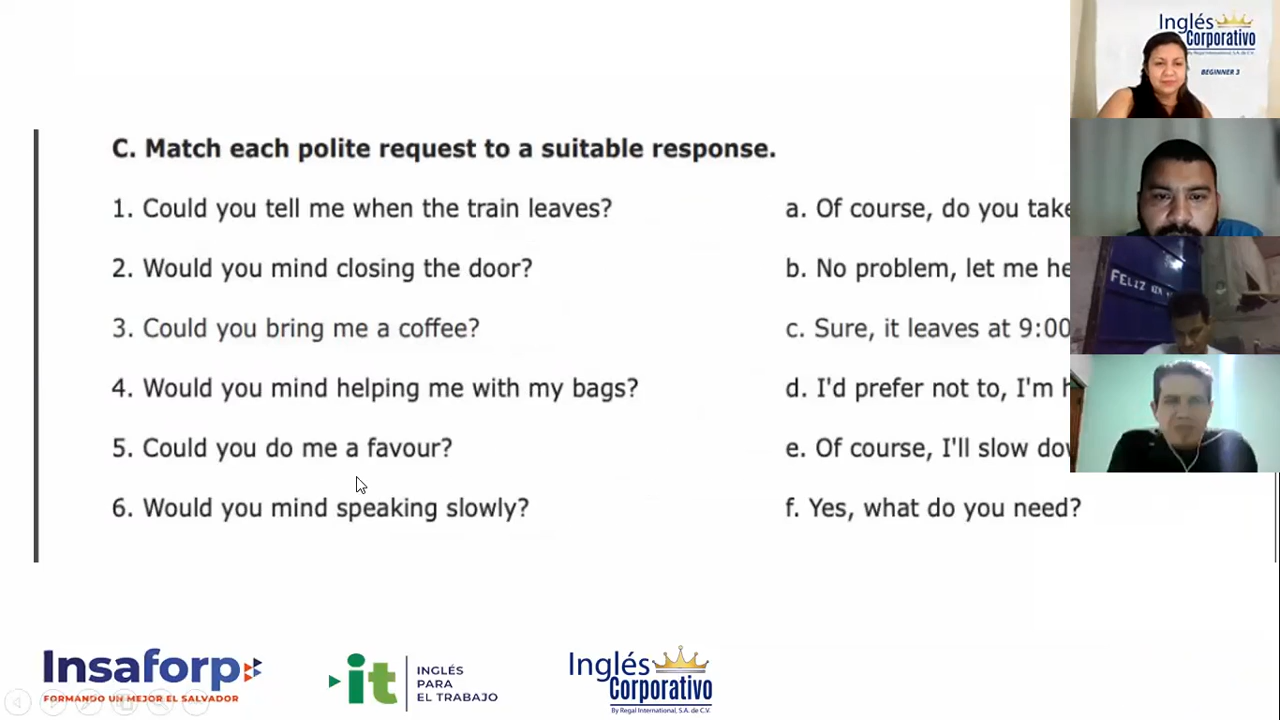 C. Match each polite request to a suitable response.
1. Could you tell me when the train leaves?
a. Of course, do you take
2. Would you mind closing the door?
b. No problem, let me he
3. Could you bring me a coffee?
c. Sure, it leaves at 9:00
4. Would you mind helping me with my bags?
d. I'd prefer not to, I'm h
5. Could you do me a favour?
e. Of course, I'll slow do
6. Would you mind speaking slowly?
f. Yes, what do you need?
Inglés
Corporativo
By Regal International, S.A. de C.V.
BEGINNER 3
FELIZ
Insaforp
FORMANDO UN MEJOR EL SALVADOR
it
INGLÉS
PARA
EL TRABAJO
Inglés
Corporativo
By Regal International, S.A. de C.V.